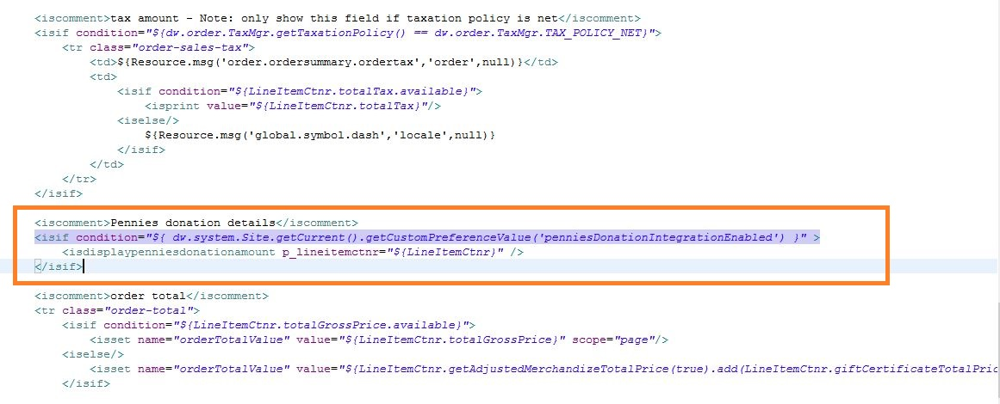 <iscomment>tax amount - Note: only show this field if taxation policy is net</iscomment>
<isif condition="${dw.order.TaxMgr.getTaxationPolicy() == dw.order.TaxMgr.TAX_POLICY_NET}">
<tr class="order-sales-tax">
<td>${Resource.msg('order.ordersummary.ordertax','order',null)}</td>
<td>
<isif condition="${LineItemCtnr.totalTax.available}">
<isprint value="${LineItemCtnr.totalTax}"/>
<iselse/>
${Resource.msg('global.symbol.dash','locale',null)}
</isif>
</td>
</tr>
</isif>
<iscomment>Pennies donation details</iscomment>
<isif condition="${ dw.system.Site.getCurrent().getCustomPreferenceValue('penniesDonationIntegrationEnabled') }" >
<isdisplaypenniesdonationamount p_lineitemctnr="${LineItemCtnr}" />
</isif>
<iscomment>order total</iscomment>
<tr class="order-total">
<isif condition="${LineItemCtnr.totalGrossPrice.available}">
<isset name="orderTotalValue" value="${LineItemCtnr.totalGrossPrice}" scope="page"/>
<iselse/>
<isset name="orderTotalValue" value="${LineItemCtnr.getAdjustedMerchandizeTotalPrice(true).add(LineItemCtnr.giftCertificateTotalPric
</isif>